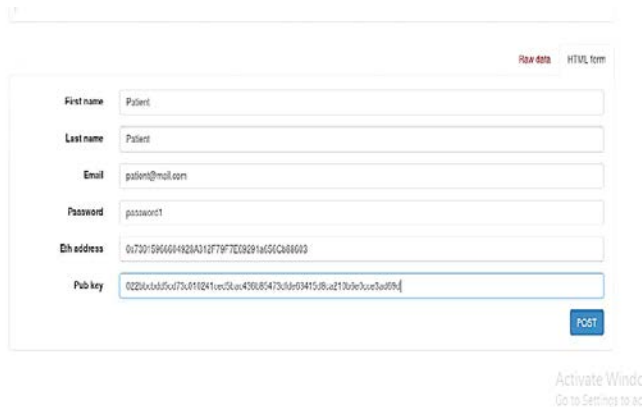 Raw data HTML form
First name Patient
Last name Patient
Email patient@mail.com
Password password1
Eth address
Pub key
POST
Activate Windo
Go to Settings to ac